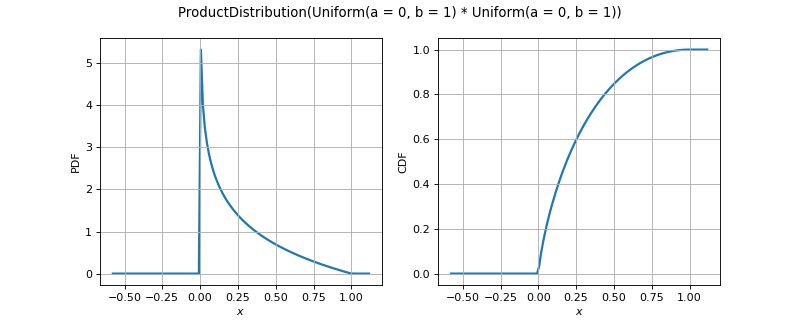 ProductDistribution(Uniform(a = 0, b = 1) * Uniform(a = 0, b = 1))
PDF
5
4
3
2
1
0
−0.50 −0.25 0.00 0.25 0.50 0.75 1.00
x
CDF
1.0
0.8
0.6
0.4
0.2
0.0
−0.50 −0.25 0.00 0.25 0.50 0.75 1.00
x